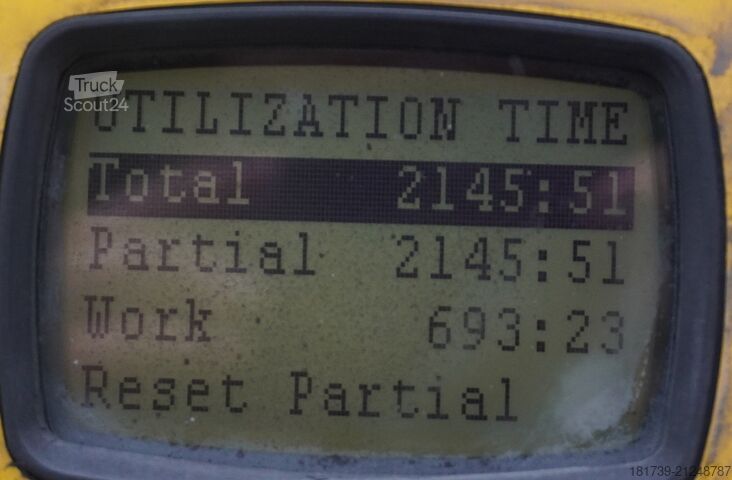 Truck
Scout24
UTILIZATION TIME
Total 2145:51
Partial 2145:51
Work 693:23
Reset Partial
181739-21248787